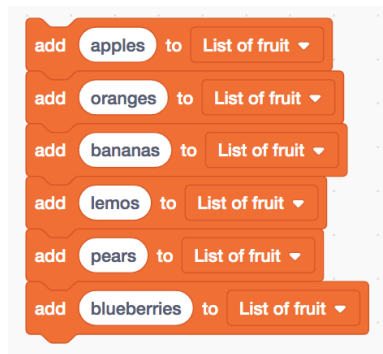 add apples to List of fruit
add oranges to List of fruit
add bananas to List of fruit
add lemos to List of fruit
add pears to List of fruit
add blueberries to List of fruit